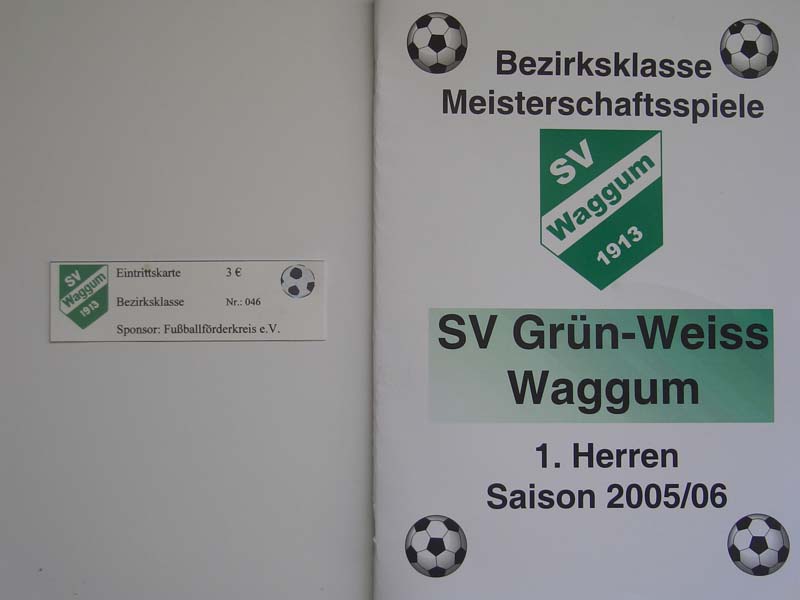 SV
Waggum
1913
Eintrittskarte 3 €
Bezirksklasse Nr.: 046
Sponsor: Fußballförderkreis e.V.
Bezirksklasse
Meisterschaftsspiele
SV
Waggum
1913
SV Grün-Weiss
Waggum
1. Herren
Saison 2005/06